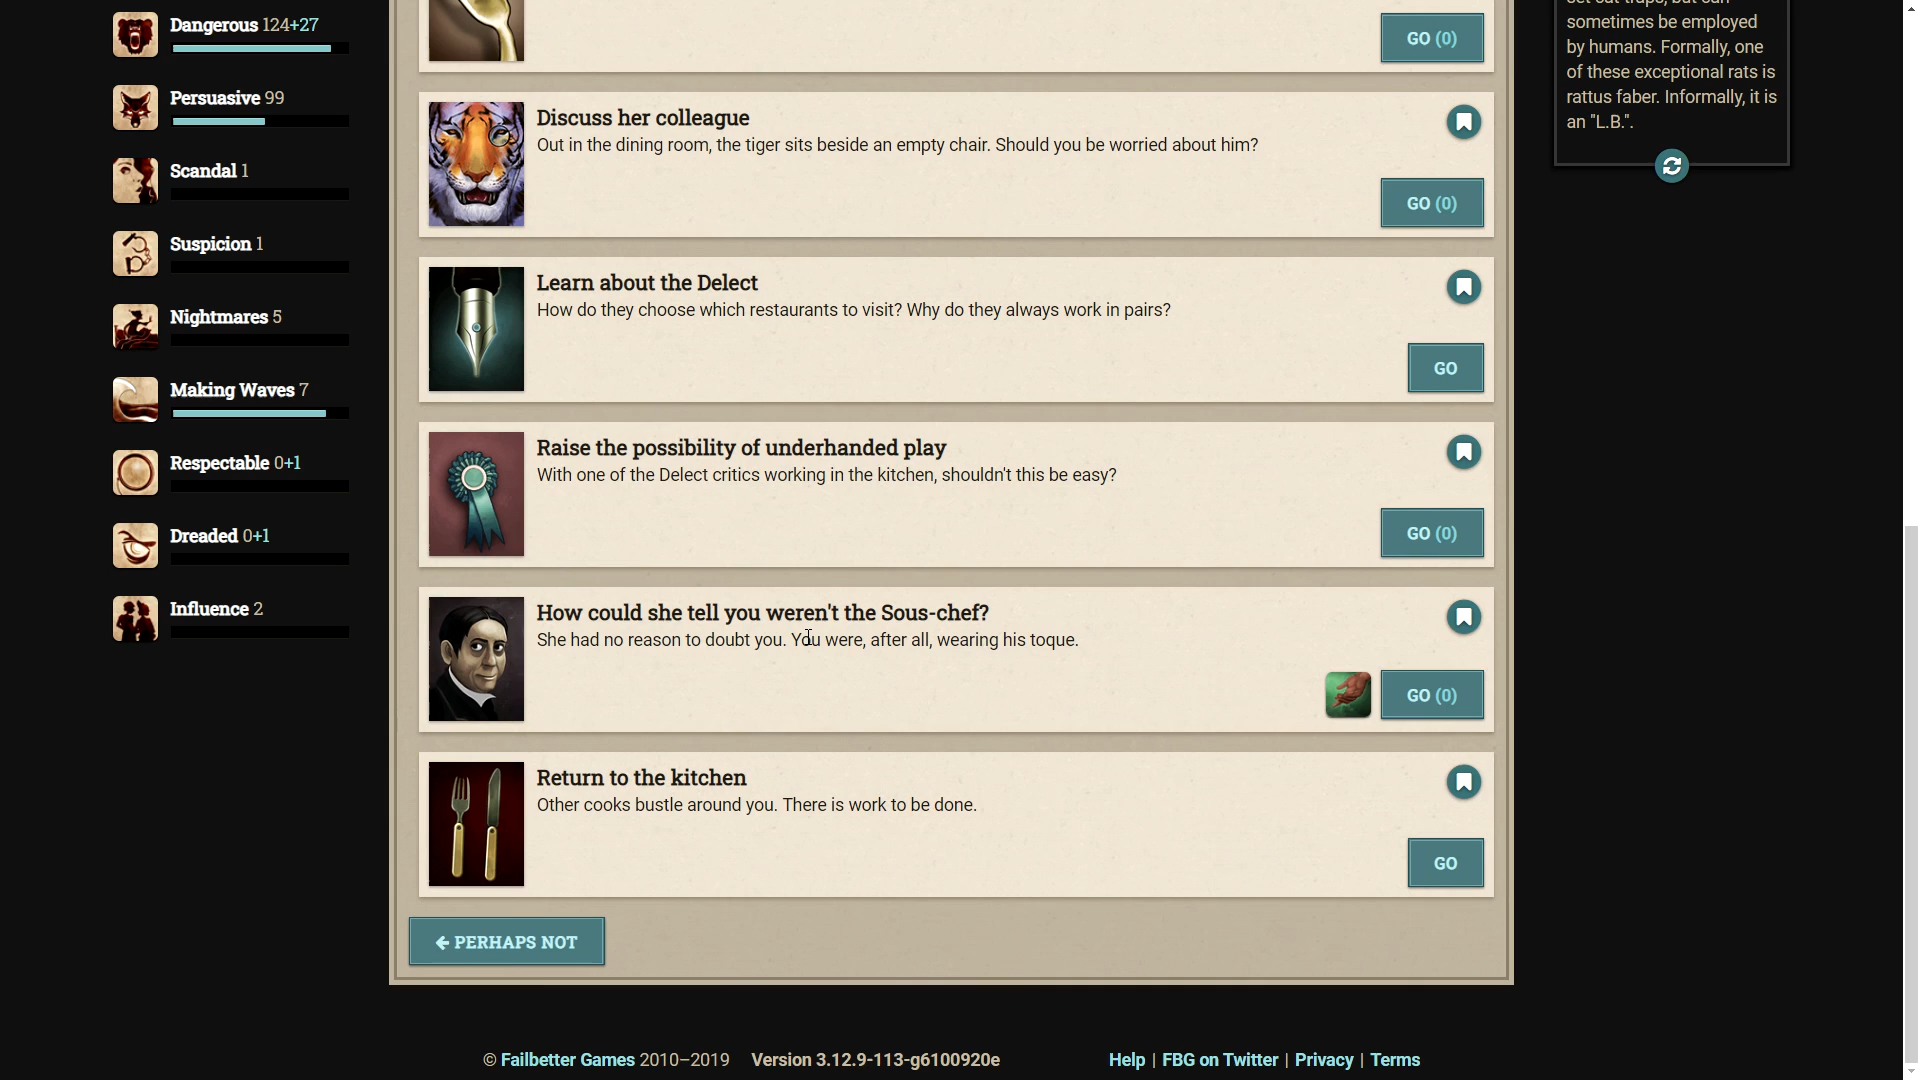 Dangerous 124+27
Persuasive 99
Scandal 1
Suspicion 1
Nightmares 5
Making Waves 7
Respectable 0+1
Dreaded 0+1
Influence 2
GO (0)
Discuss her colleague
Out in the dining room, the tiger sits beside an empty chair. Should you be worried about him?
GO (0)
Learn about the Delect
How do they choose which restaurants to visit? Why do they always work in pairs?
GO
Raise the possibility of underhanded play
With one of the Delect critics working in the kitchen, shouldn't this be easy?
GO (0)
How could she tell you weren't the Sous-chef?
She had no reason to doubt you. You were, after all, wearing his toque.
GO (0)
Return to the kitchen
Other cooks bustle around you. There is work to be done.
GO
PERHAPS NOT
sometimes be employed
by humans. Formally, one
of these exceptional rats is
rattus faber. Informally, it is
an "L.B.".
© Failbetter Games 2010–2019 Version 3.12.9-113-g6100920e
Help | FBG on Twitter | Privacy | Terms